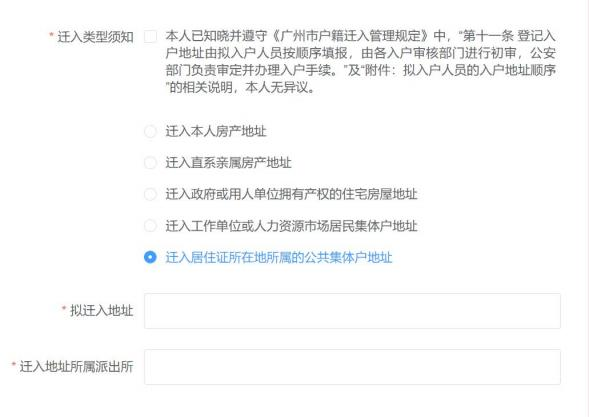 * 迁入类型须知 本人已知晓并遵守《广州市户籍迁入管理规定》中，“第十一条 登记入
户地址由拟入户人员按顺序填报，由各入户审核部门进行初审，公安
部门负责审定并办理入户手续。”及“附件：拟入户人员的入户地址顺序
”的相关说明，本人无异议。
迁入本人房产地址
迁入直系亲属房产地址
迁入政府或用人单位拥有产权的住宅房屋地址
迁入工作单位或人力资源市场居民集体户地址
迁入居住证所在地所属的公共集体户地址
* 拟迁入地址
* 迁入地址所属派出所